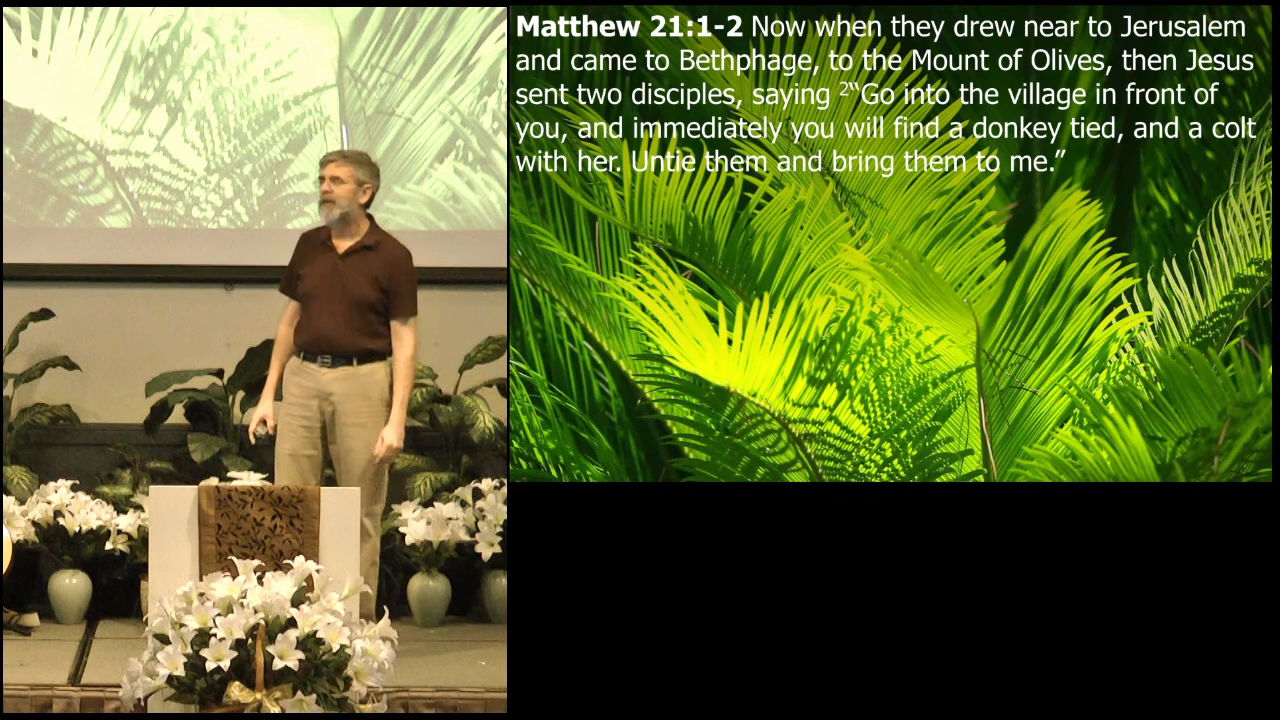 Matthew 21:1-2 Now when they drew near to Jerusalem
and came to Bethphage, to the Mount of Olives, then Jesus
sent two disciples, saying ²“Go into the village in front of
you, and immediately you will find a donkey tied, and a colt
with her. Untie them and bring them to me.”